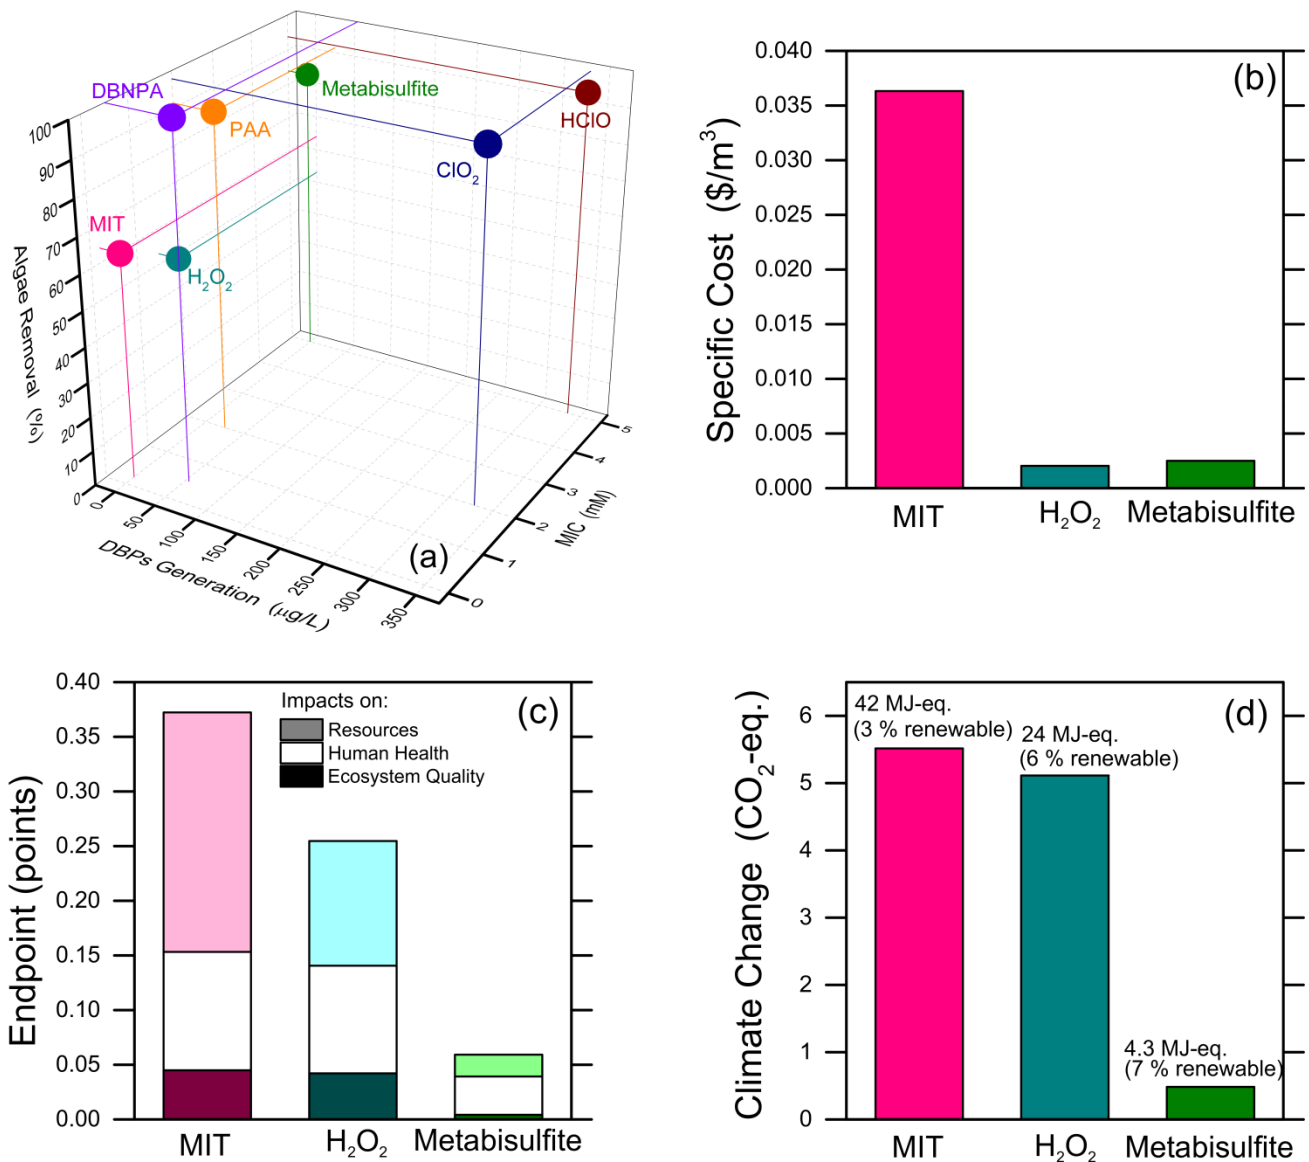 DBNPA
PAA
Metabisulfite
HClO
ClO₂
MIT
H₂O₂
Algae Removal (%)
100
90
80
70
60
50
40
30
20
10
0
DBPs Generation (μg/L)
0
50
100
150
200
250
300
350
MIC (mM)
0
1
2
3
4
5
(a)
(b)
Specific Cost ($/m³)
0.040
0.035
0.030
0.025
0.020
0.015
0.010
0.005
0.000
MIT
H₂O₂
Metabisulfite
(c)
Endpoint (points)
0.40
0.35
0.30
0.25
0.20
0.15
0.10
0.05
0.00
Impacts on:
Resources
Human Health
Ecosystem Quality
MIT
H₂O₂
Metabisulfite
(d)
Climate Change (CO₂-eq.)
6
5
4
3
2
1
0
42 MJ-eq.
(3 % renewable)
24 MJ-eq.
(6 % renewable)
4.3 MJ-eq.
(7 % renewable)
MIT
H₂O₂
Metabisulfite